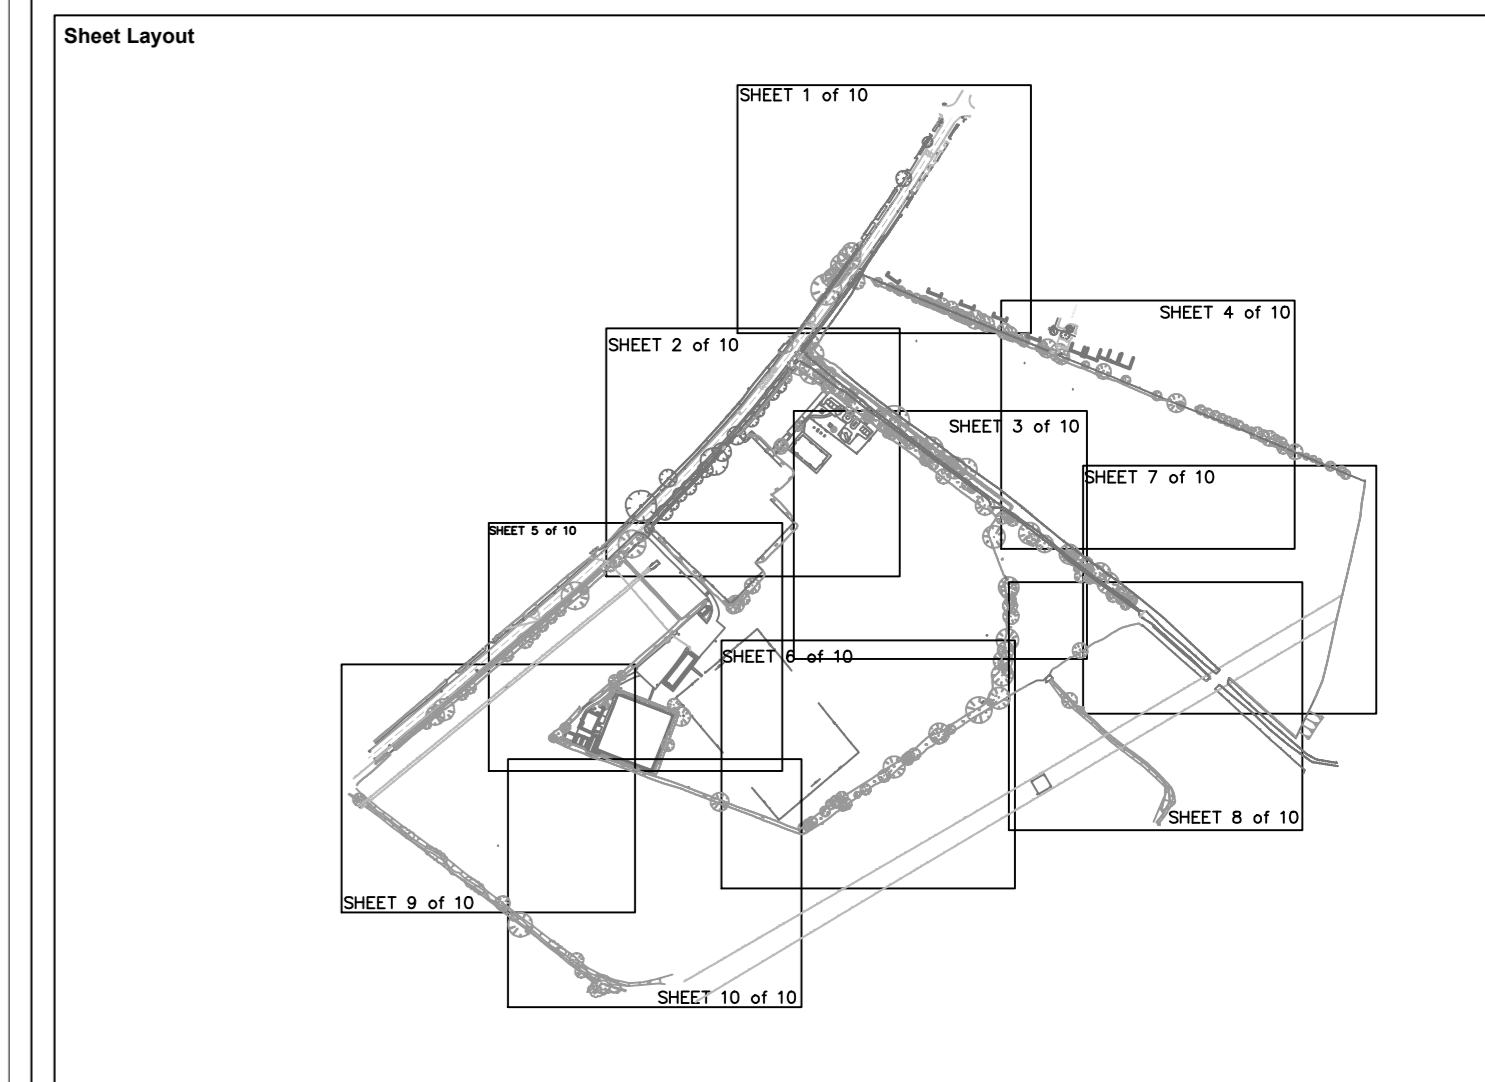 Sheet Layout
SHEET 1 of 10
SHEET 4 of 10
SHEET 2 of 10
SHEET 3 of 10
SHEET 7 of 10
SHEET 5 of 10
SHEET 6 of 10
SHEET 8 of 10
SHEET 9 of 10
SHEET 10 of 10